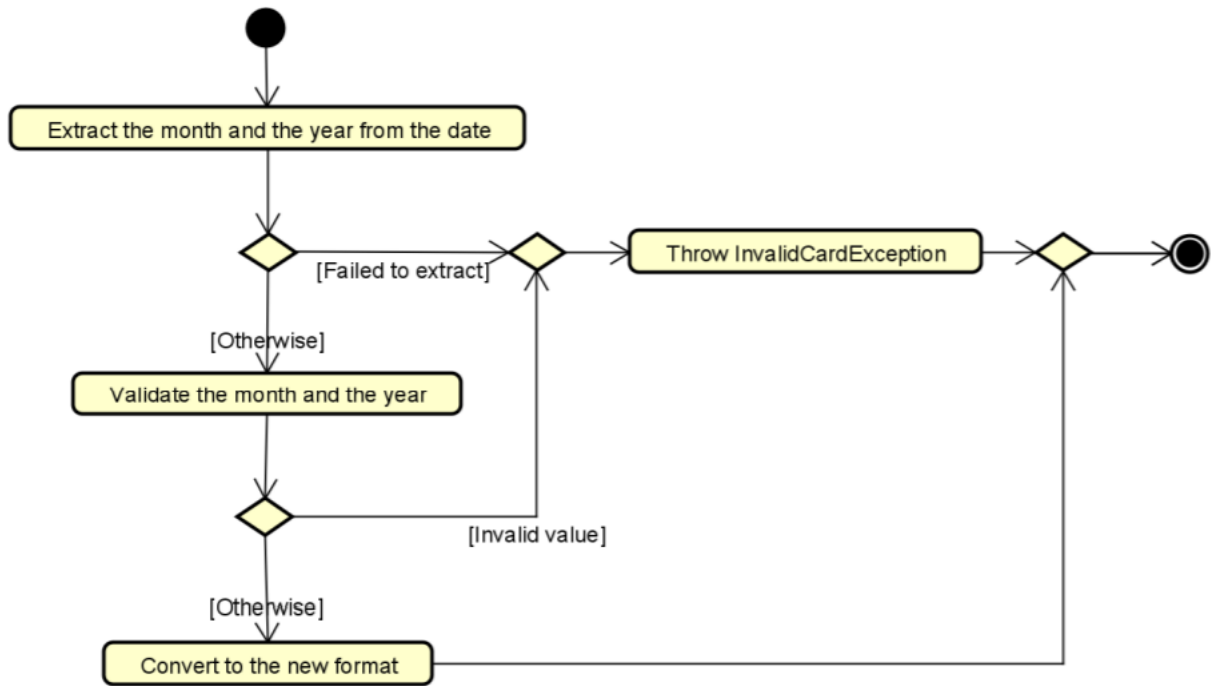 Extract the month and the year from the date
[Failed to extract]
Throw InvalidCardException
[Otherwise]
Validate the month and the year
[Invalid value]
[Otherwise]
Convert to the new format